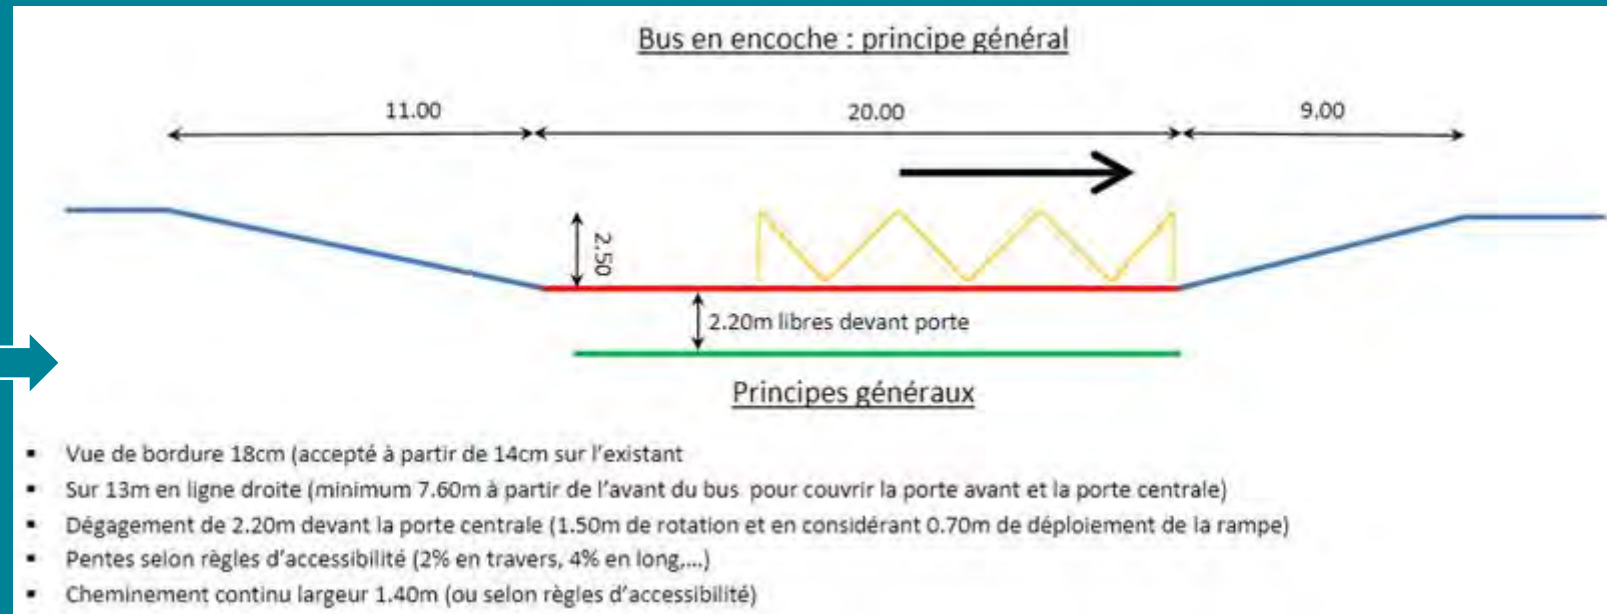 Bus en encoche : principe général
11.00
20.00
9.00
2.50
2.20m libres devant porte
Principes généraux
▪ Vue de bordure 18cm (accepté à partir de 14cm sur l'existant
▪ Sur 13m en ligne droite (minimum 7.60m à partir de l'avant du bus pour couvrir la porte avant et la porte centrale)
▪ Dégagement de 2.20m devant la porte centrale (1.50m de rotation et en considérant 0.70m de déploiement de la rampe)
▪ Pentes selon règles d'accessibilité (2% en travers, 4% en long,...)
▪ Cheminement continu largeur 1.40m (ou selon règles d'accessibilité)